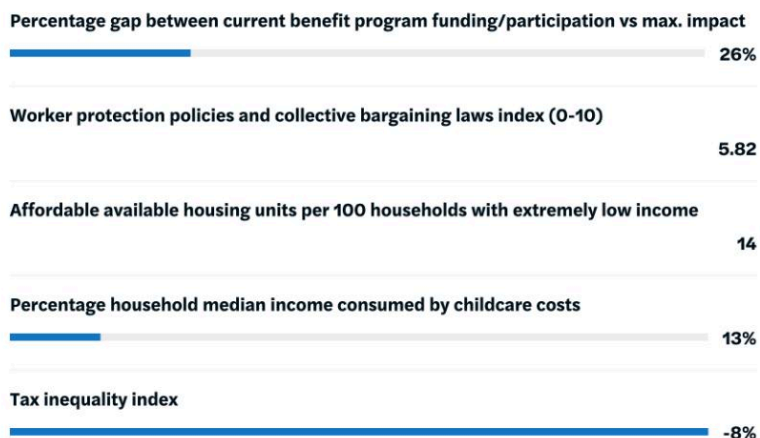 Percentage gap between current benefit program funding/participation vs max. impact
26%
Worker protection policies and collective bargaining laws index (0-10)
5.82
Affordable available housing units per 100 households with extremely low income
14
Percentage household median income consumed by childcare costs
13%
Tax inequality index
-8%